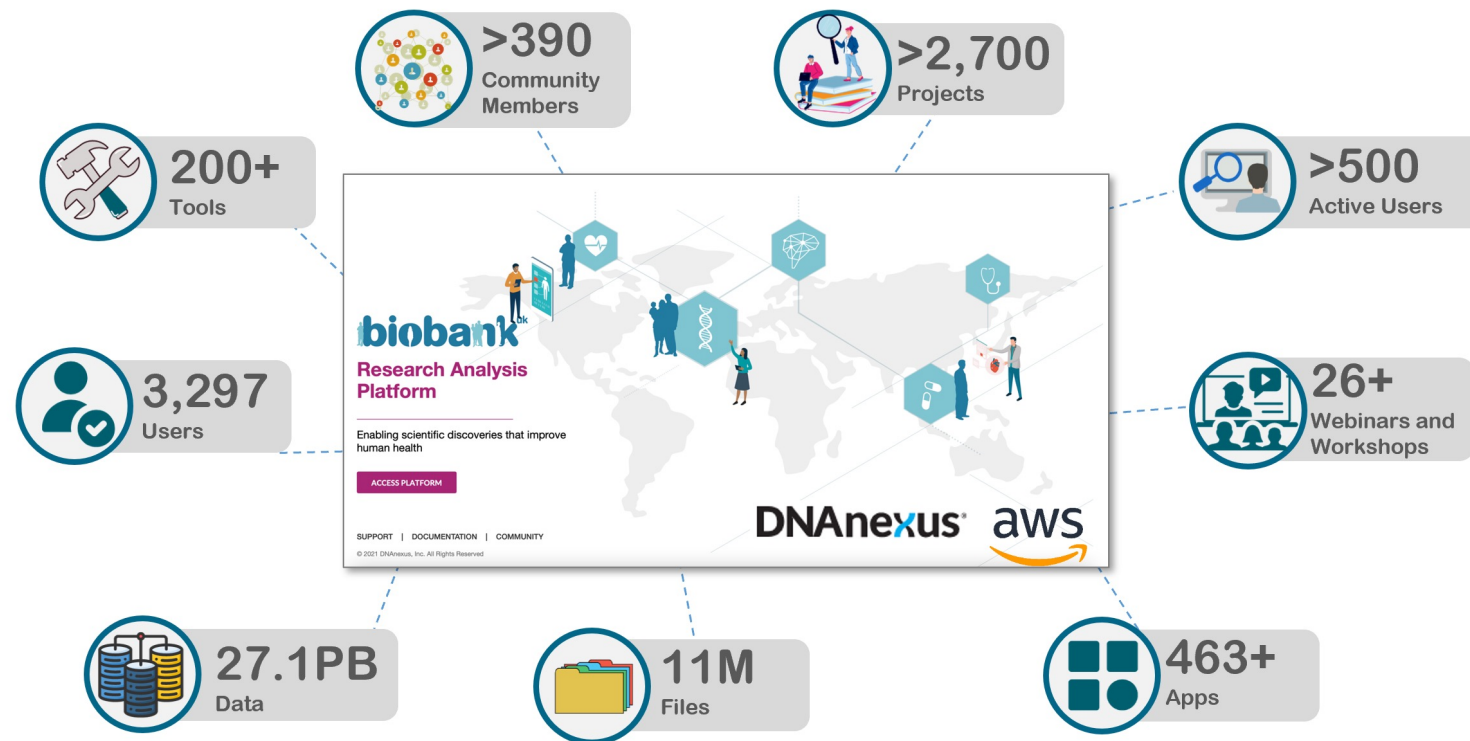 >390
Community
Members
>2,700
Projects
200+
Tools
>500
Active Users
biobank uk
Research Analysis
Platform
Enabling scientific discoveries that improve
human health
ACCESS PLATFORM
SUPPORT | DOCUMENTATION | COMMUNITY
© 2021 DNAnexus, Inc. All Rights Reserved
DNAnexus®
aws
3,297
Users
26+
Webinars and
Workshops
27.1PB
Data
11M
Files
463+
Apps